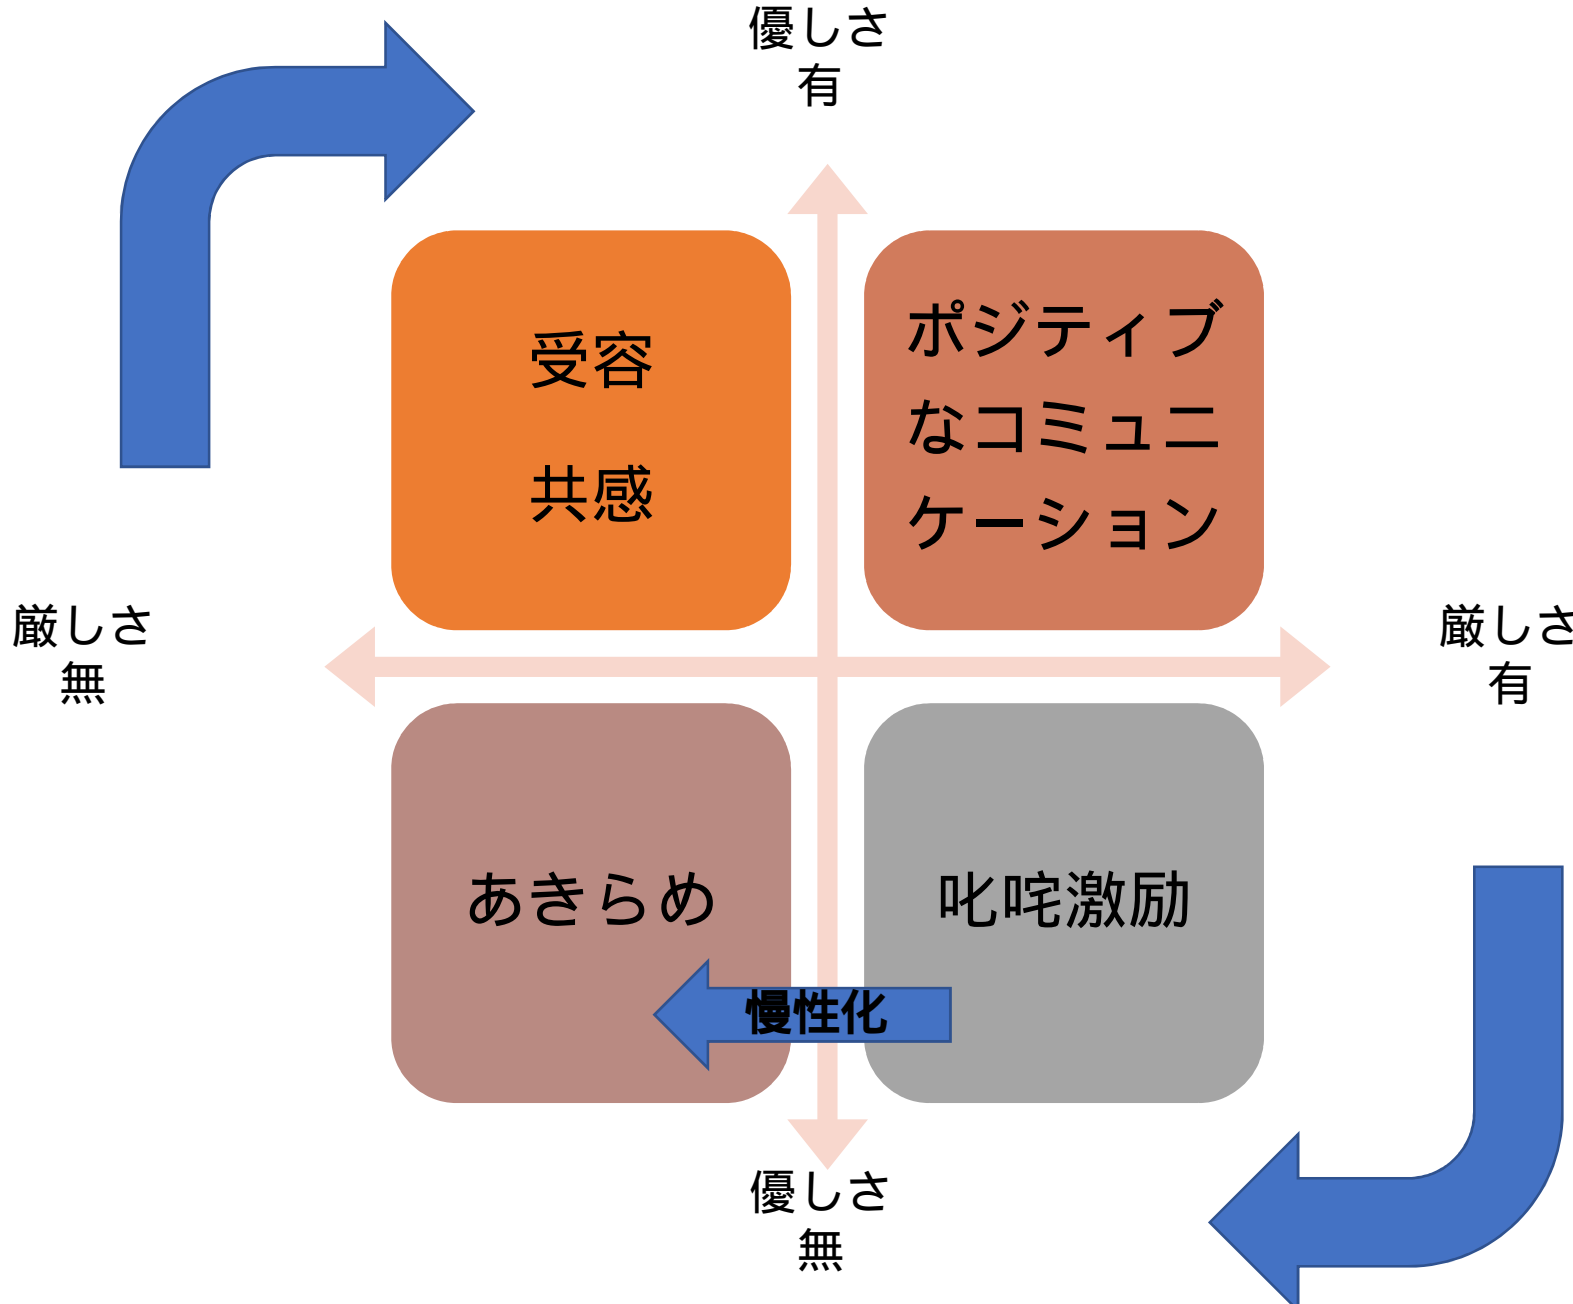 優しさ
有
受容
共感
ポジティブ
なコミュニ
ケーション
厳しさ
無
厳しさ
有
あきらめ
叱咤激励
慢性化
優しさ
無